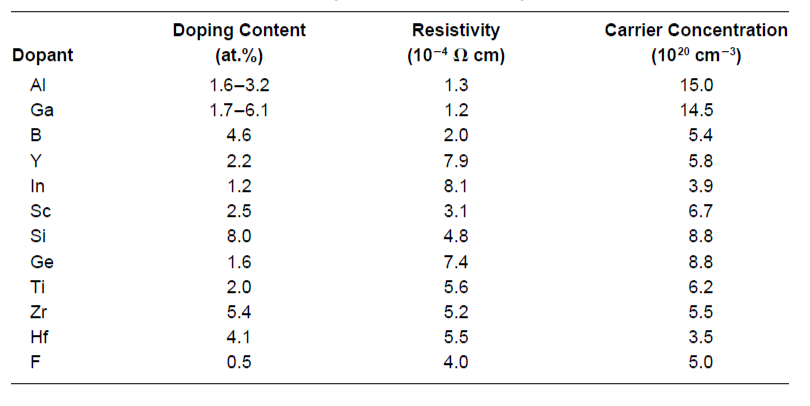 Doping Content Resistivity Carrier Concentration
Dopant (at.%) (10⁻⁴ Ω cm) (10²⁰ cm⁻³)
Al 1.6–3.2 1.3 15.0
Ga 1.7–6.1 1.2 14.5
B 4.6 2.0 5.4
Y 2.2 7.9 5.8
In 1.2 8.1 3.9
Sc 2.5 3.1 6.7
Si 8.0 4.8 8.8
Ge 1.6 7.4 8.8
Ti 2.0 5.6 6.2
Zr 5.4 5.2 5.5
Hf 4.1 5.5 3.5
F 0.5 4.0 5.0